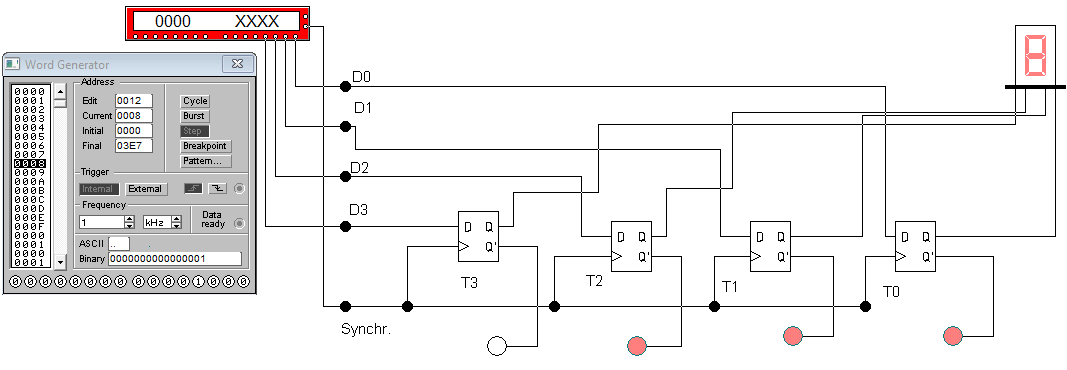 0000 XXXX
Word Generator
0000
0001
0002
0003
0004
0005
0006
0007
0008
0009
000A
000B
000C
000D
000E
000F
0000
0001
0000
0001
Address
Edit 0012
Current 0008
Initial 0000
Final 03E7
Cycle
Burst
Step
Breakpoint
Pattern...
Trigger
Internal External
Frequency
1 kHz
Data
ready
ASCII .. .
Binary 0000000000000001
0 0 0 0 0 0 0 0 0 0 0 0 1 0 0 0
D0
D1
D2
D3
Synchr.
D Q
Q'
T3
D Q
Q'
T2
D Q
Q'
T1
D Q
Q'
T0
8